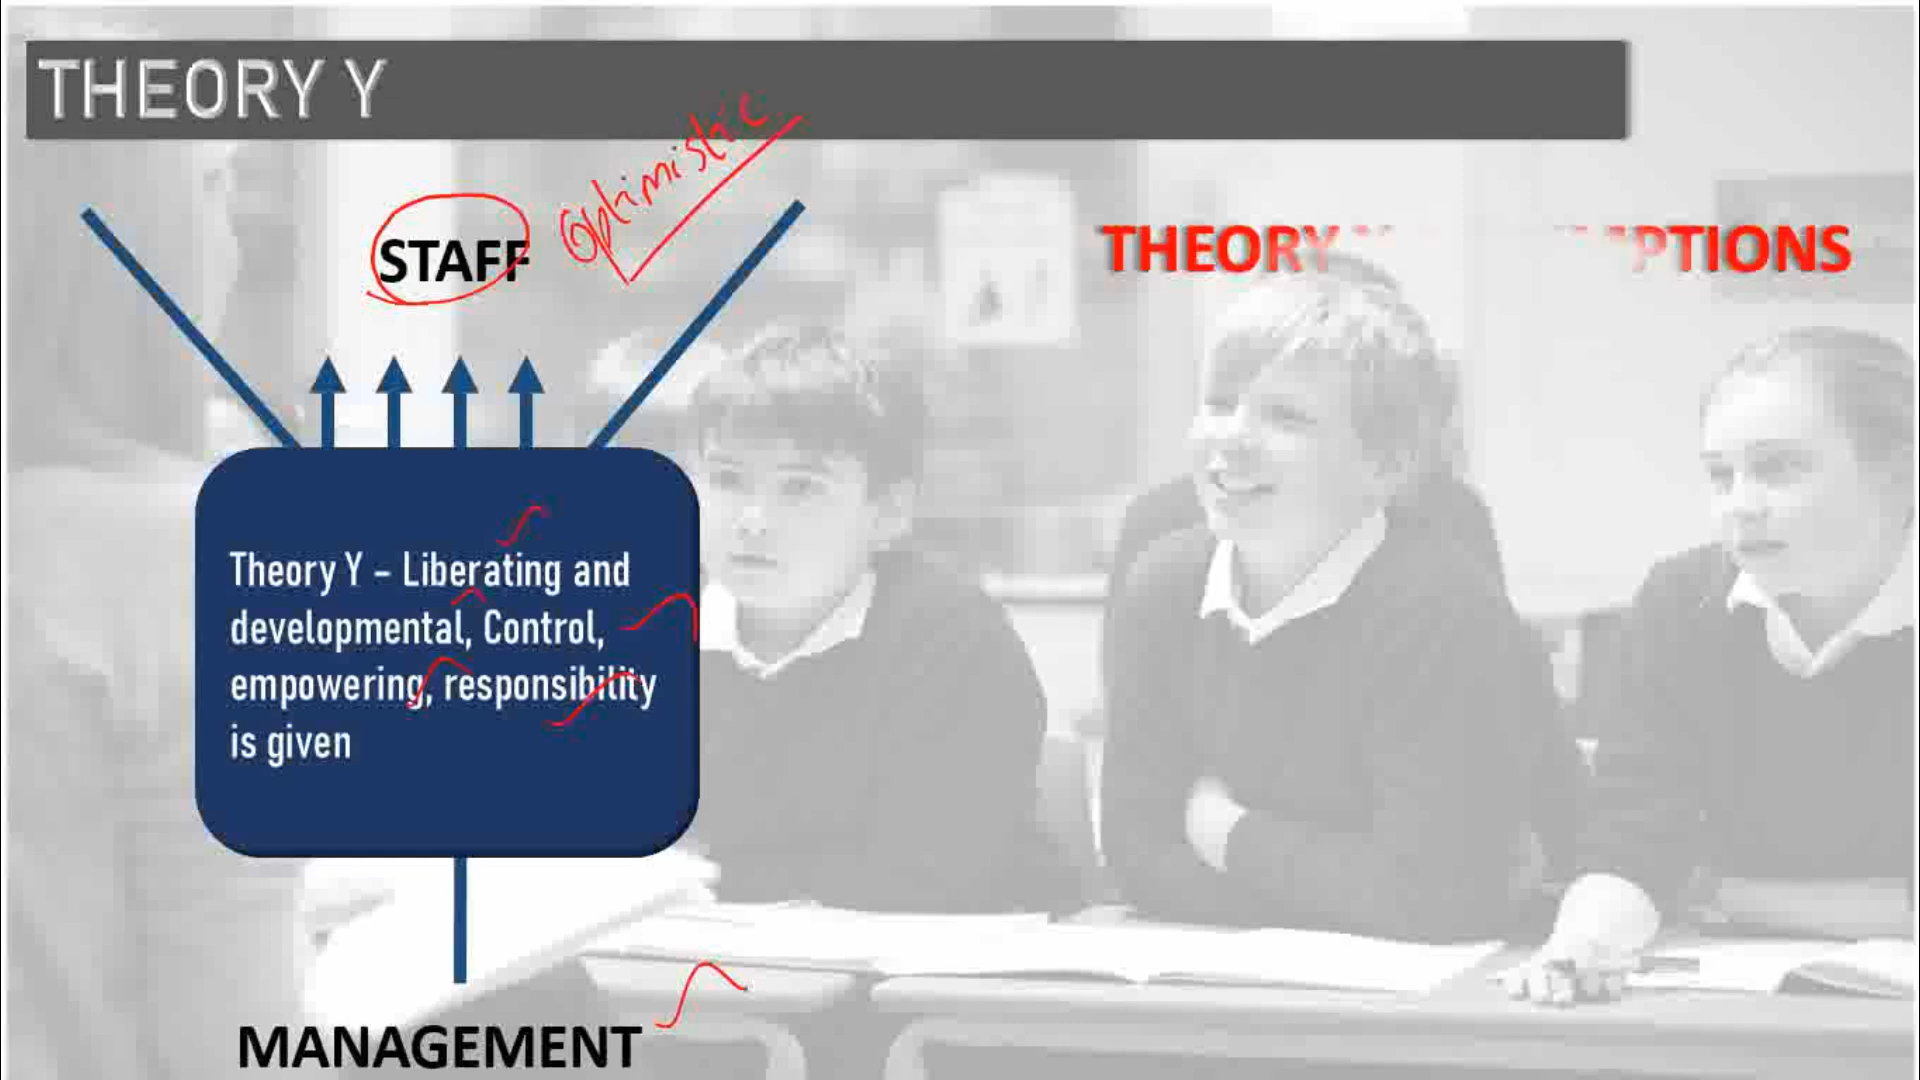 THEORY Y
Optimistic
STAFF
THEORY
PTIONS
Theory Y – Liberating and
developmental, Control,
empowering, responsibility
is given
MANAGEMENT